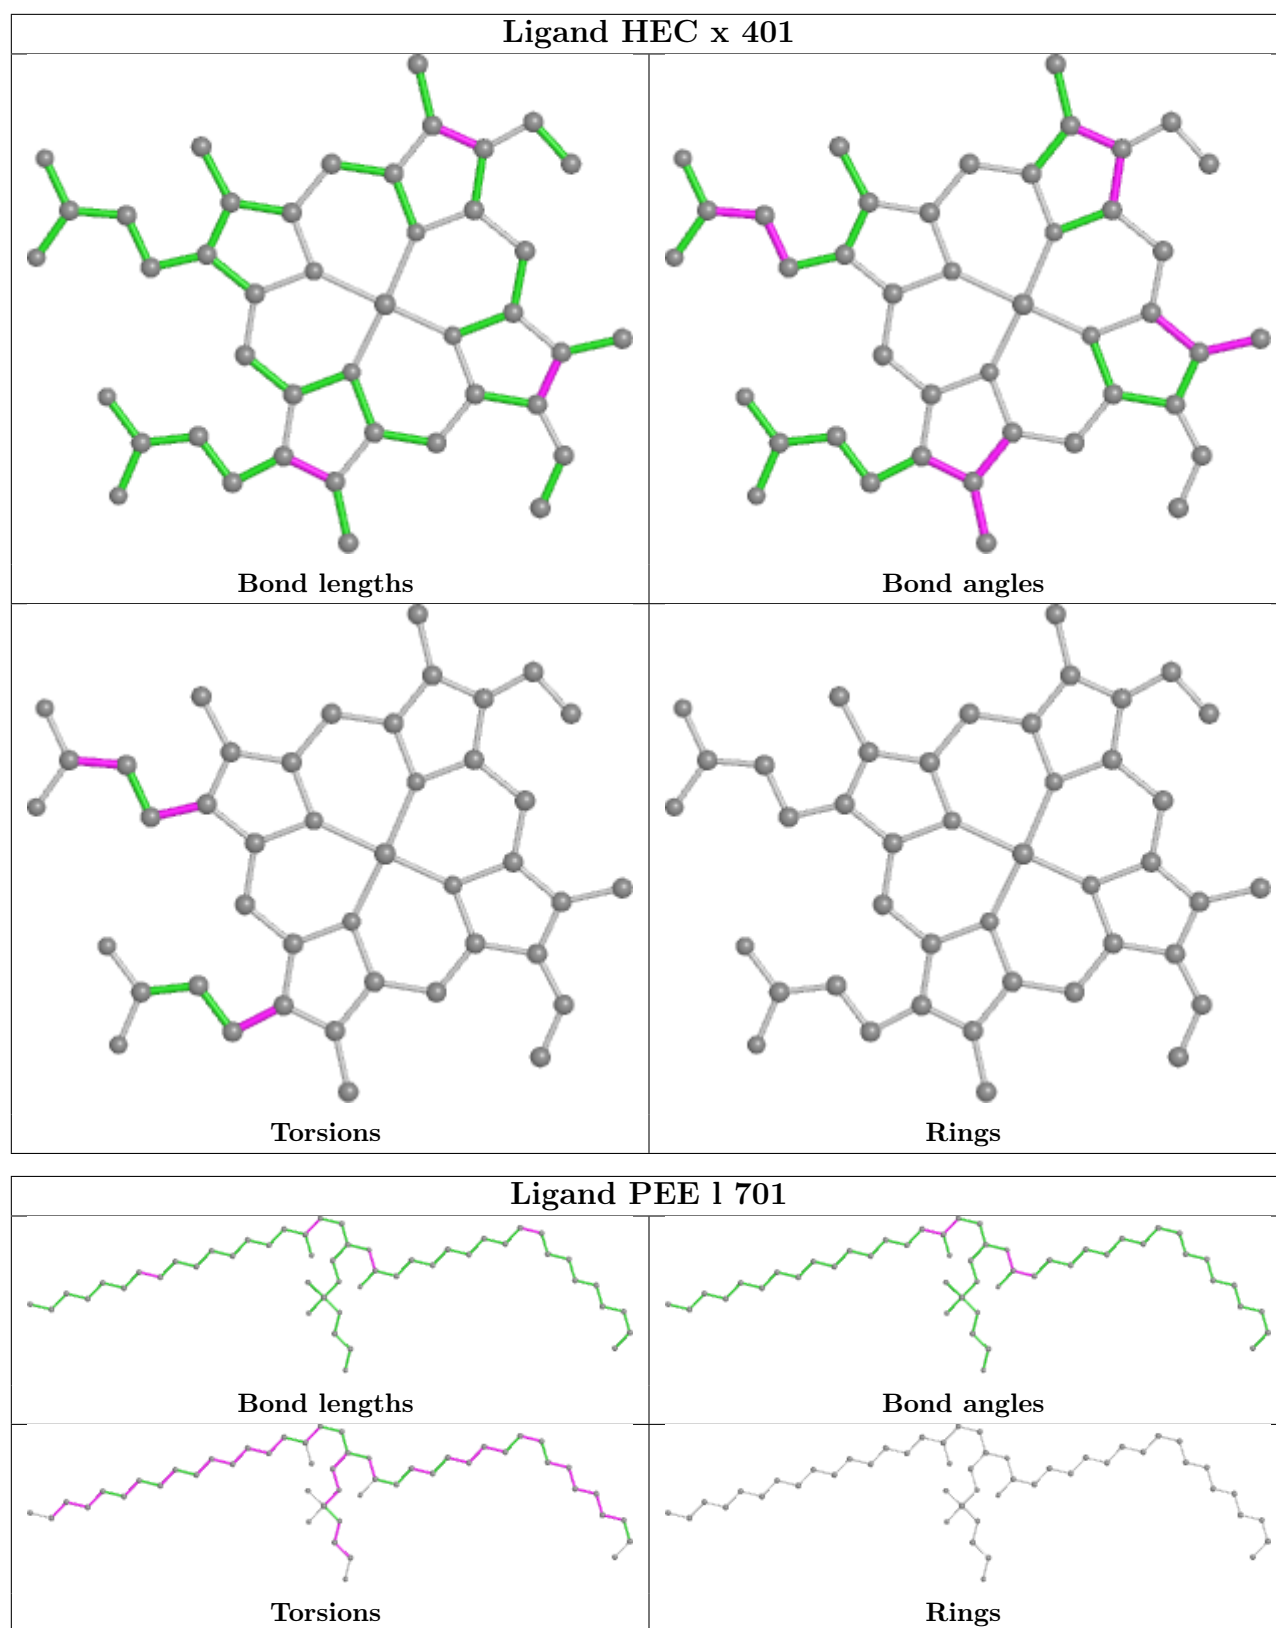 Ligand HEC x 401
Bond lengths
Bond angles
Torsions
Rings
Ligand PEE l 701
Bond lengths
Bond angles
Torsions
Rings